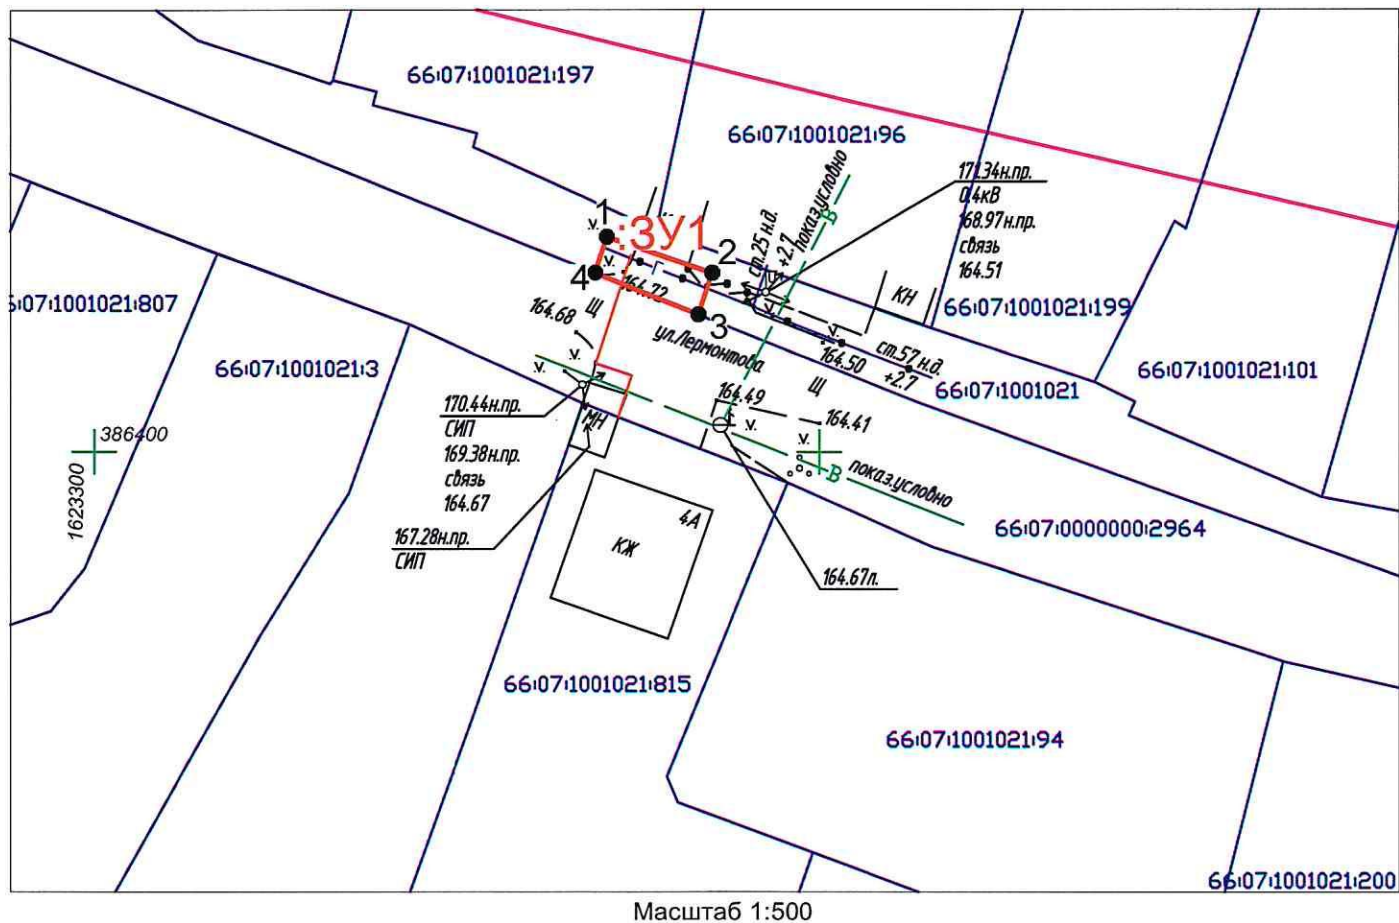 66:07:1001021:197
66:07:1001021:96
показ.условно
В
171.34н.пр.
0.4кВ
168.97н.пр.
связь
164.51
ст.25 н.д.
+2.7
1
v.
:ЗУ1
2
v.
Г
4
164.72
3
Щ
164.68
КН
66:07:1001021:199
:66:07:1001021:807
ул.Лермонтова
ст.57 н.д.
+2.7
164.50
66:07:1001021:3
v.
v.
Щ
66:07:1001021
66:07:1001021:101
164.49
164.41
170.44н.пр.
СИП
169.38н.пр.
связь
164.67
МН
v.
v.
386400
1623300
В
показ.условно
4А
КЖ
66:07:0000000:2964
167.28н.пр.
СИП
164.67л.
66:07:1001021:815
66:07:1001021:94
66:07:1001021:200
Масштаб 1:500